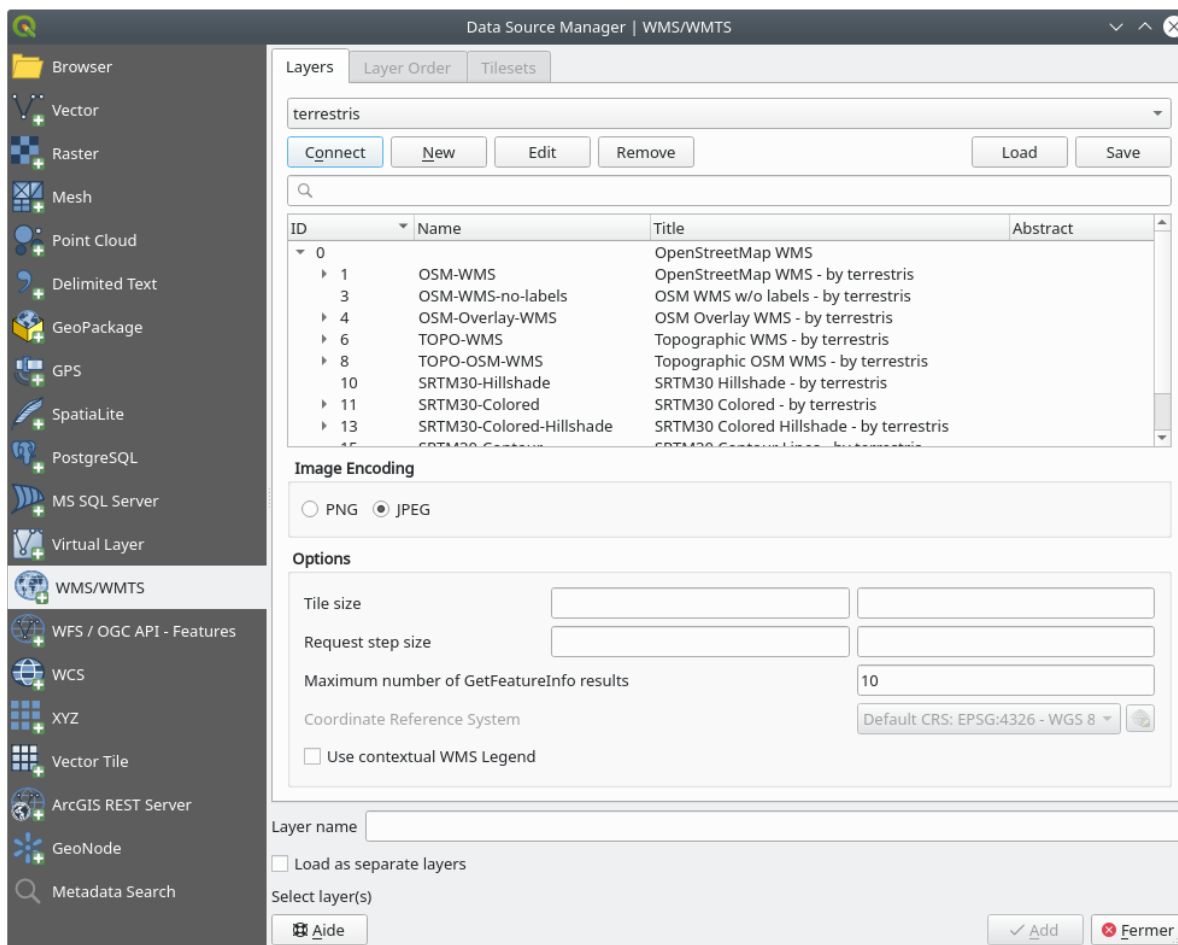 Data Source Manager | WMS/WMTS
Browser
Vector
Raster
Mesh
Point Cloud
Delimited Text
GeoPackage
GPS
SpatiaLite
PostgreSQL
MS SQL Server
Virtual Layer
WMS/WMTS
WFS / OGC API - Features
WCS
XYZ
Vector Tile
ArcGIS REST Server
GeoNode
Metadata Search
Layers Layer Order Tilesets
terrestris
Connect New Edit Remove Load Save
ID Name Title Abstract
0 OpenStreetMap WMS
1 OSM-WMS OpenStreetMap WMS - by terrestris
3 OSM-WMS-no-labels OSM WMS w/o labels - by terrestris
4 OSM-Overlay-WMS OSM Overlay WMS - by terrestris
6 TOPO-WMS Topographic WMS - by terrestris
8 TOPO-OSM-WMS Topographic OSM WMS - by terrestris
10 SRTM30-Hillshade SRTM30 Hillshade - by terrestris
11 SRTM30-Colored SRTM30 Colored - by terrestris
13 SRTM30-Colored-Hillshade SRTM30 Colored Hillshade - by terrestris
15 SRTM30-Contour SRTM30 Contour Lines - by terrestris
Image Encoding
PNG JPEG
Options
Tile size
Request step size
Maximum number of GetFeatureInfo results 10
Coordinate Reference System Default CRS: EPSG:4326 - WGS 8
Use contextual WMS Legend
Layer name
Load as separate layers
Select layer(s)
Aide Add Fermer